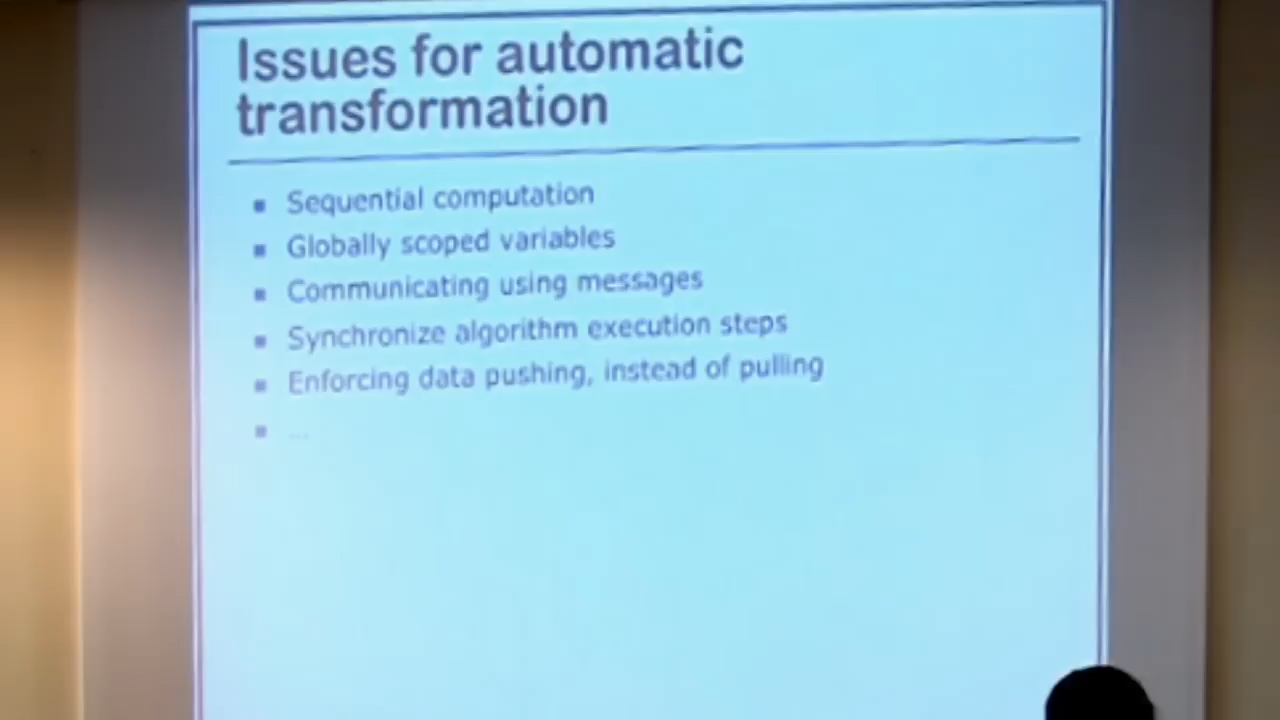 Issues for automatic
transformation
Sequential computation
Globally scoped variables
Communicating using messages
Synchronize algorithm execution steps
Enforcing data pushing, instead of pulling
...